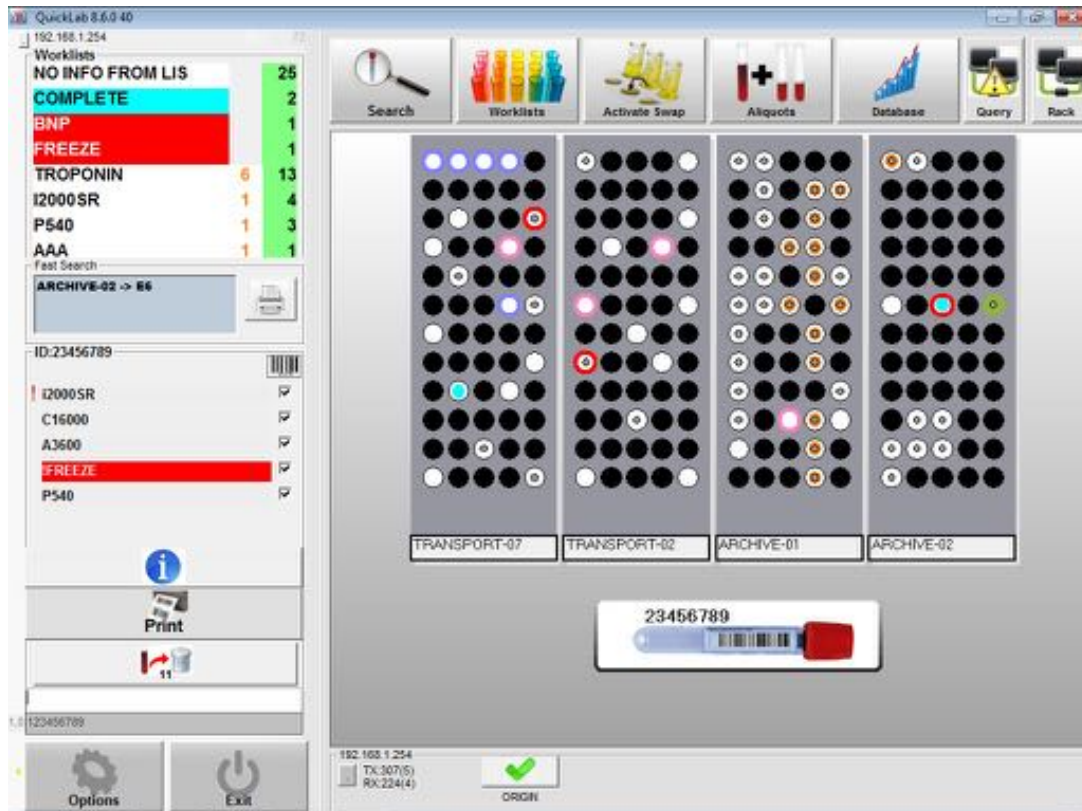 QuickLab 8.6.0 40
192.168.1.254
Worklists
NO INFO FROM LIS 25
COMPLETE 2
BNP 1
FREEZE 1
TROPONIN 6 13
I2000SR 1 4
P540 1 3
AAA 1 1
Fast Search
ARCHIVE-02 -> E6
ID:23456789
i2000SR
C16000
A3600
!FREEZE
P540
Print
11
123456789
Options
Exit
Search
Worklists
Activate Swap
Aliquots
Database
Query
Rack
TRANSPORT-07
TRANSPORT-02
ARCHIVE-01
ARCHIVE-02
23456789
192.168.1.254
TX:307(5)
RX:224(4)
ORIGIN